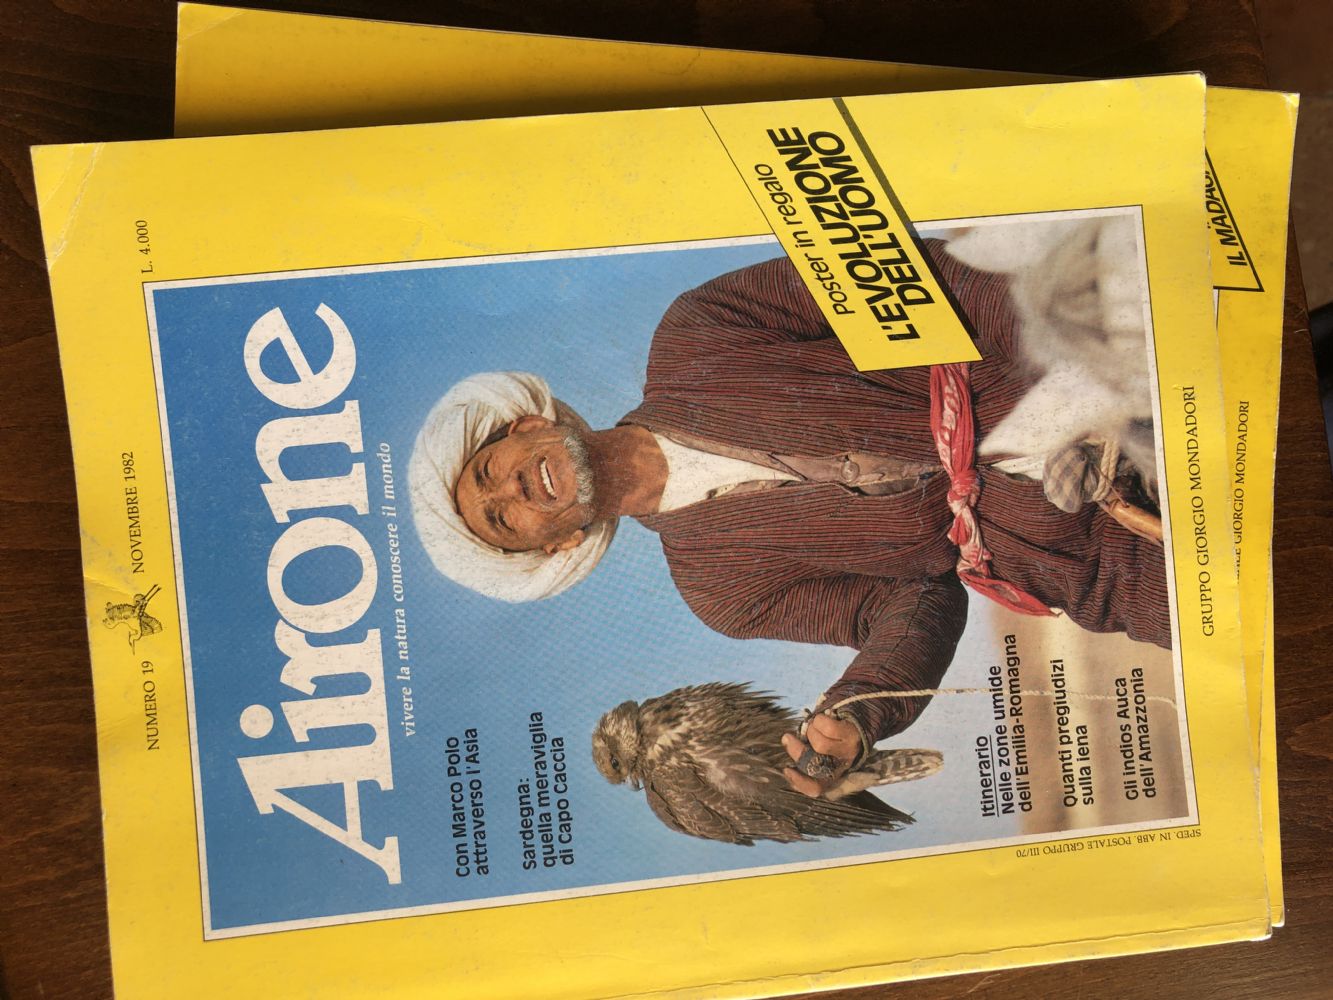 NUMERO 19 NOVEMBRE 1982 L. 4.000
Airone
vivere la natura conoscere il mondo
Con Marco Polo
attraverso l'Asia
Sardegna:
quella meraviglia
di Capo Caccia
Poster in regalo
L'EVOLUZIONE
DELL'UOMO
Itinerario
Nelle zone umide
dell'Emilia-Romagna
Quanti pregiudizi
sulla iena
Gli indios Auca
dell'Amazzonia
SPED. IN ABB. POSTALE GRUPPO III/70
GRUPPO GIORGIO MONDADORI
IL
GIORGIO MONDADORI